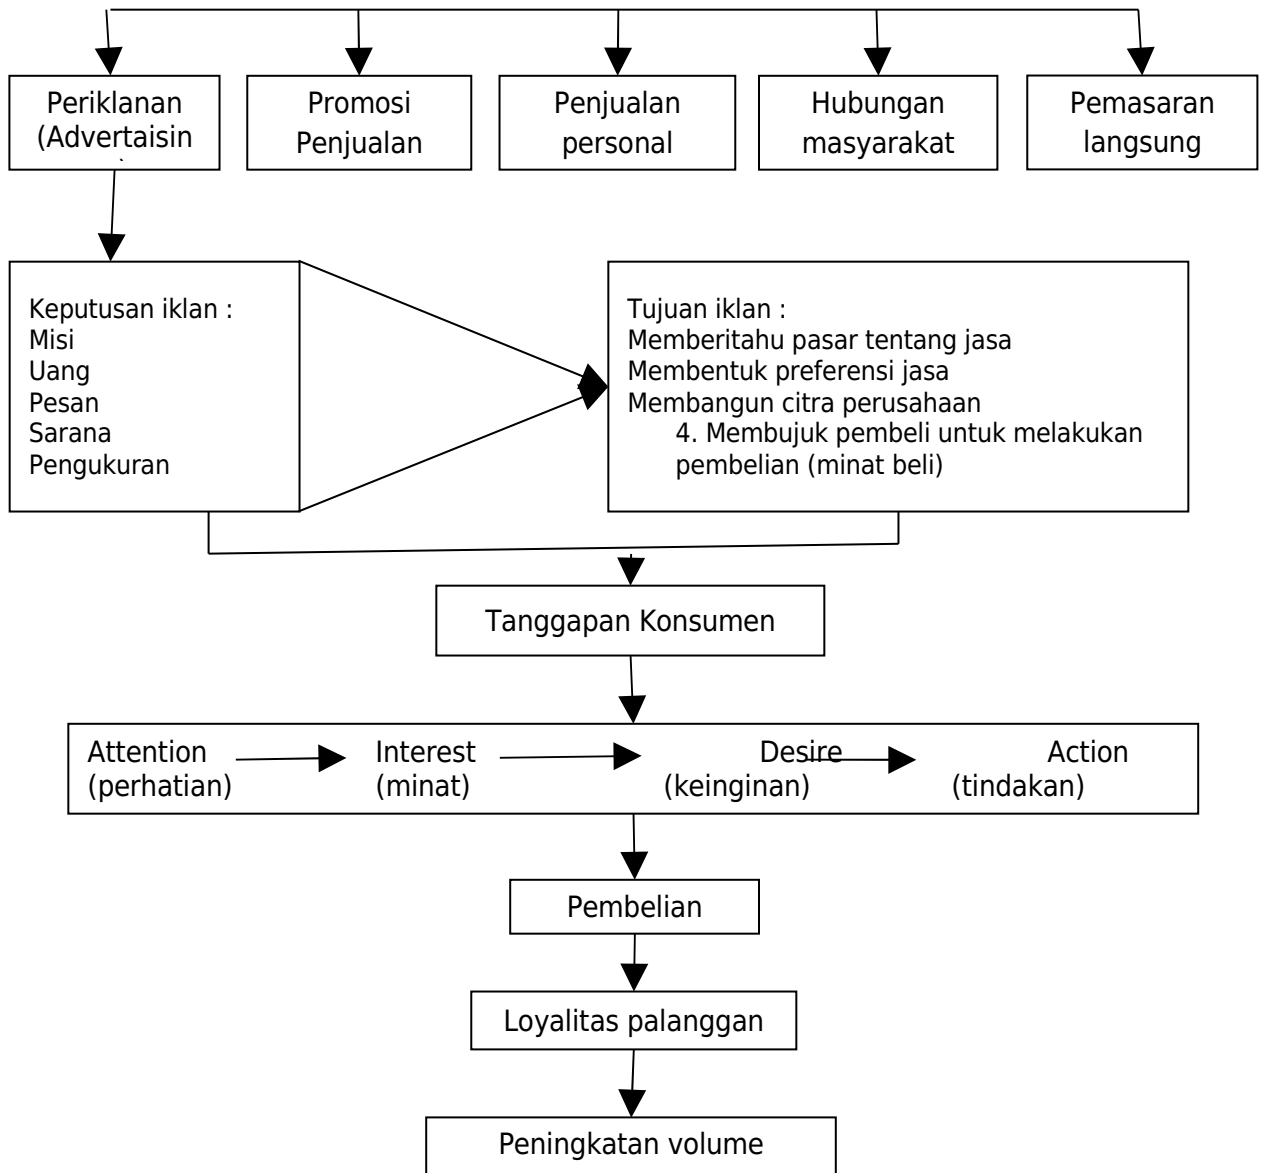 Periklanan
(Advertaisin
Promosi
Penjualan
Penjualan
personal
Hubungan
masyarakat
Pemasaran
langsung
Keputusan iklan :
Misi
Uang
Pesan
Sarana
Pengukuran
Tujuan iklan :
Memberitahu pasar tentang jasa
Membentuk preferensi jasa
Membangun citra perusahaan
4. Membujuk pembeli untuk melakukan
pembelian (minat beli)
Tanggapan Konsumen
Attention Interest Desire Action
(perhatian) (minat) (keinginan) (tindakan)
Pembelian
Loyalitas palanggan
Peningkatan volume